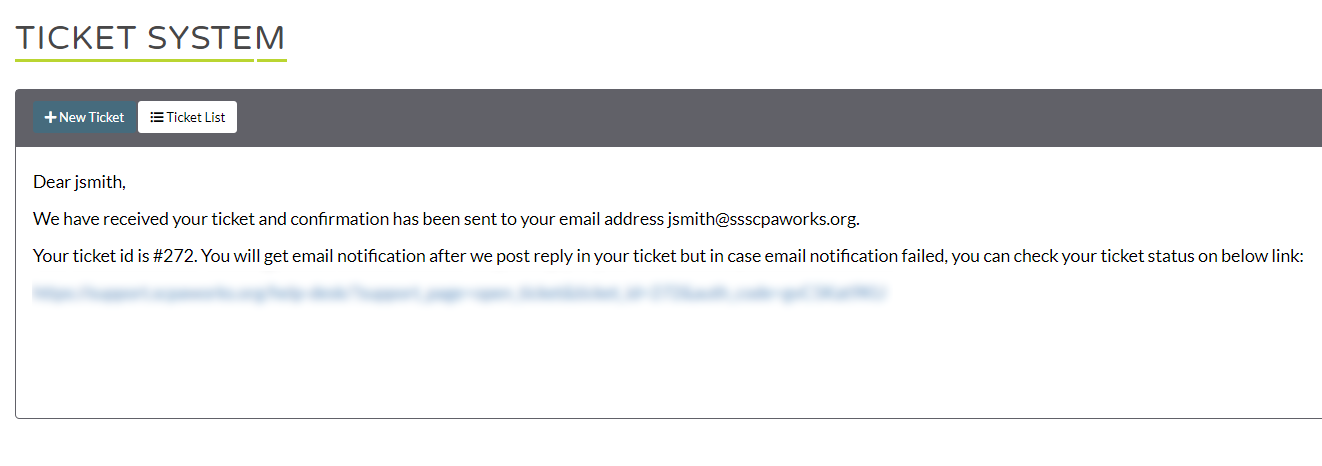 TICKET SYSTEM
New Ticket
Ticket List
Dear jsmith,
We have received your ticket and confirmation has been sent to your email address jsmith@ssscpaworks.org.
Your ticket id is #272. You will get email notification after we post reply in your ticket but in case email notification failed, you can check your ticket status on below link: